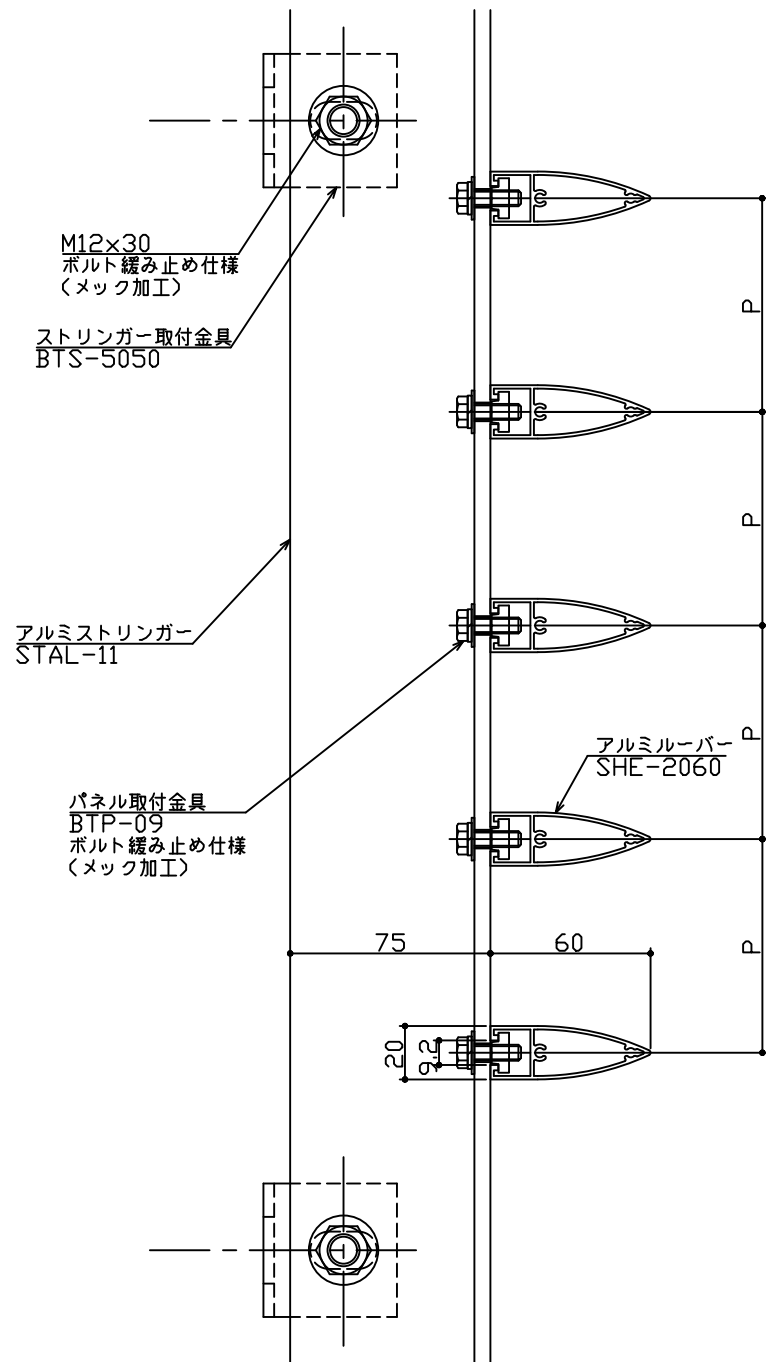 M12x30
ボルト緩み止め仕様
(メック加工)
ストリンガー取付金具
BTS-5050
P
P
アルミストリンガー
STAL-11
P
アルミルーバー
SHE-2060
パネル取付金具
BTP-09
ボルト緩み止め仕様
(メック加工)
75
60
P
20
9.2